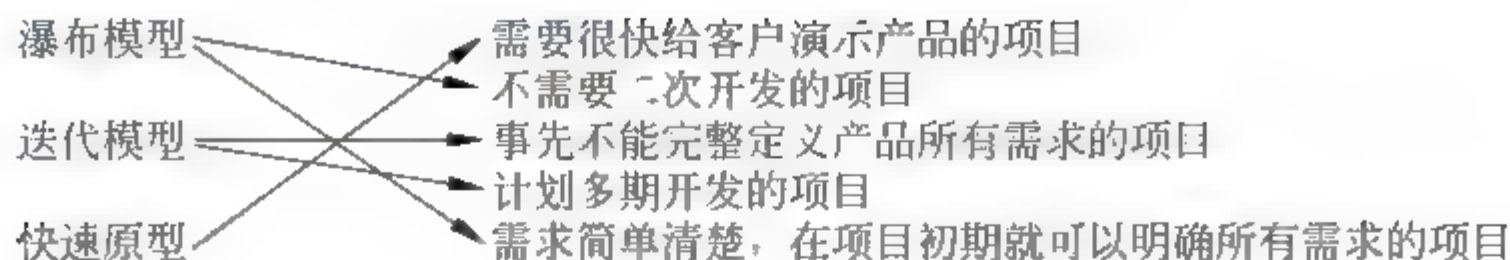 瀑布模型
需要很快给客户演示产品的项目
不需要二次开发的项目
迭代模型
事先不能完整定义产品所有需求的项目
计划多期开发的项目
快速原型
需求简单清楚，在项目初期就可以明确所有需求的项目